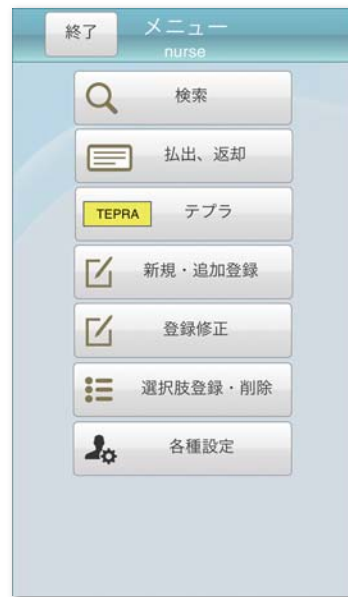 終了
メニュー
nurse
検索
払出、返却
TEPRA テプラ
新規・追加登録
登録修正
選択肢登録・削除
各種設定